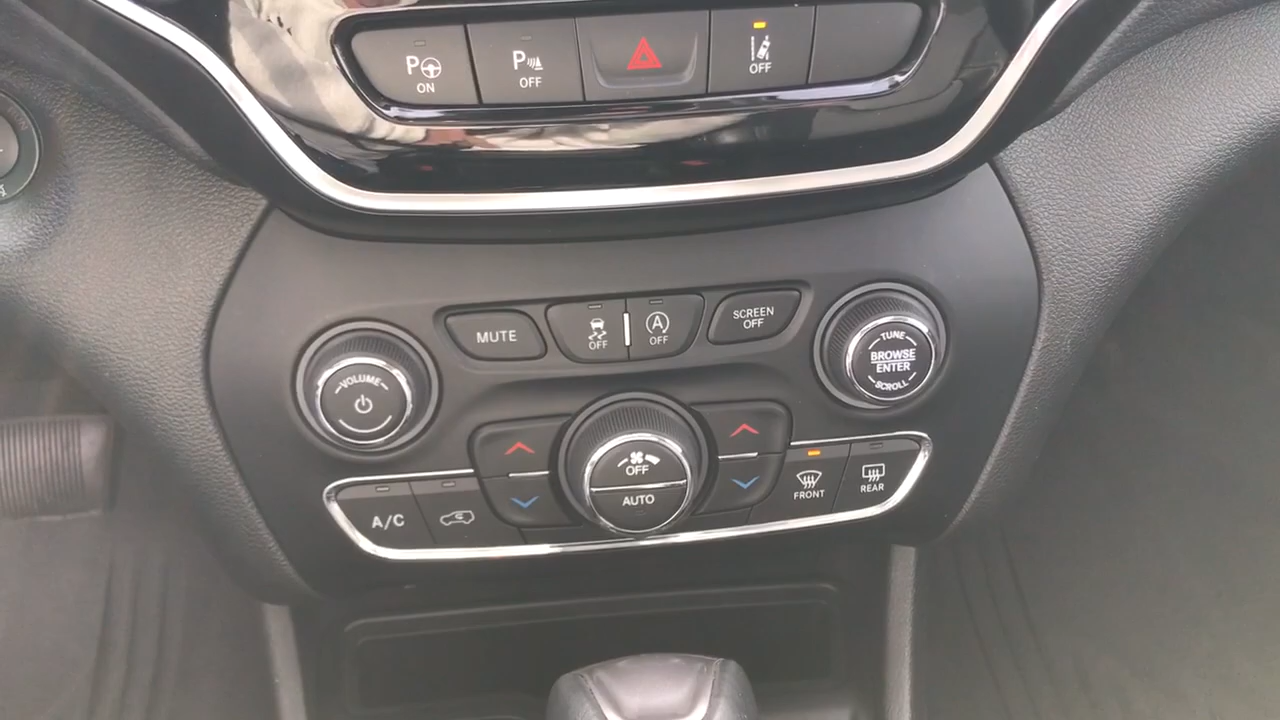 P
ON
P
OFF
OFF
MUTE
OFF
A
OFF
SCREEN
OFF
VOLUME
TUNE
BROWSE
ENTER
SCROLL
OFF
AUTO
A/C
FRONT
REAR